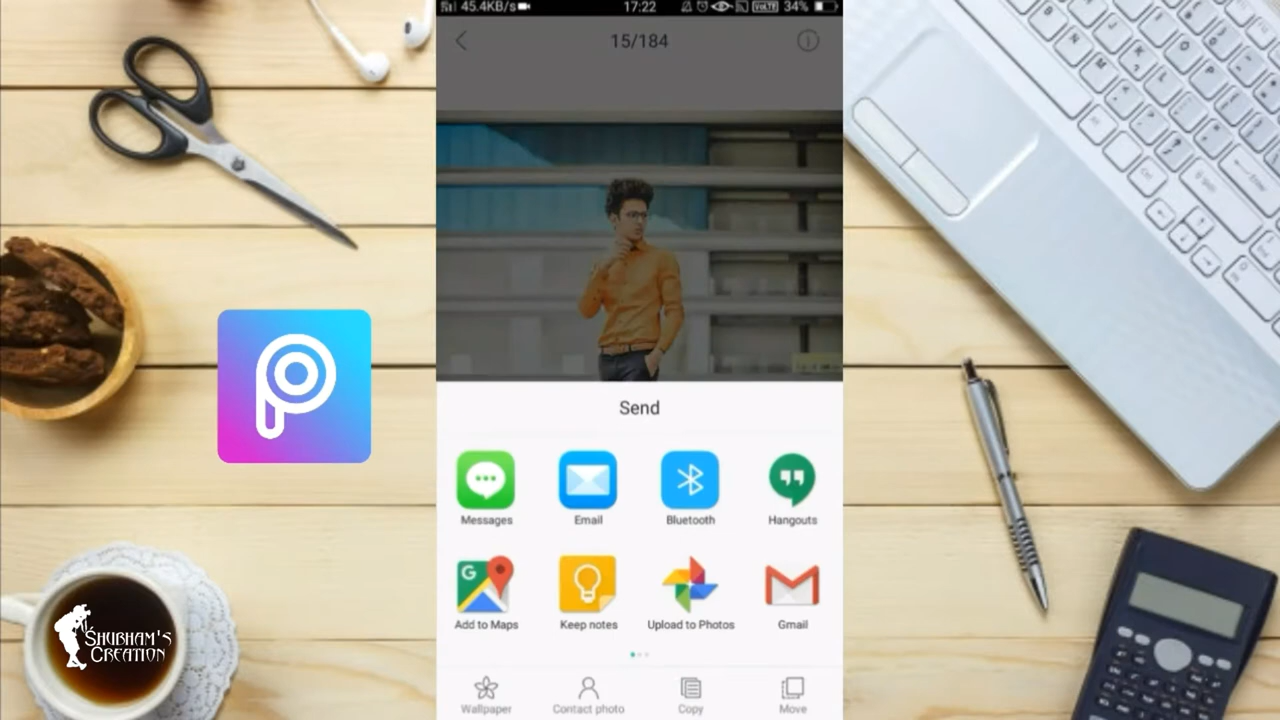 45.4KB/s
17:22
VoLTE
34%
15/184
Send
Messages
Email
Bluetooth
Hangouts
Add to Maps
Keep notes
Upload to Photos
Gmail
Wallpaper
Contact photo
Copy
Move
SHUBHAM'S
CREATION